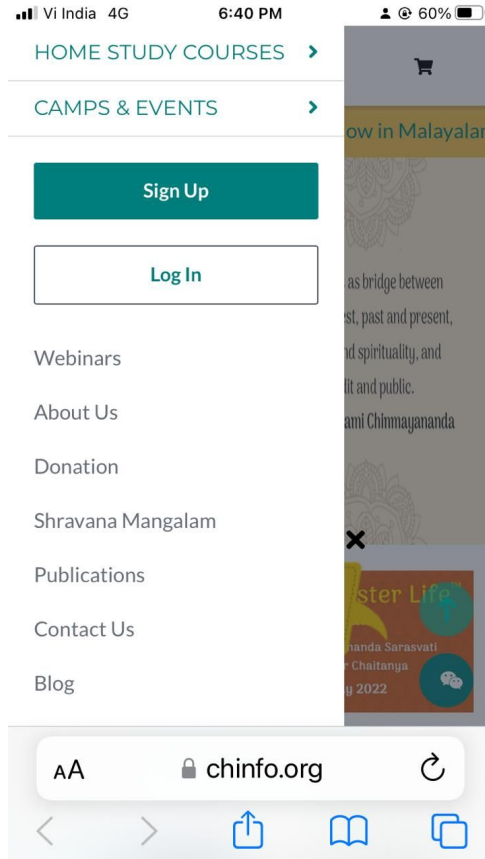 Vi India 4G 6:40 PM 60%
HOME STUDY COURSES
CAMPS & EVENTS
ow in Malayalar
Sign Up
Log In
as bridge between
est, past and present,
nd spirituality, and
lit and public.
ami Chinmayananda
Webinars
About Us
Donation
Shravana Mangalam
Publications
Contact Us
Blog
ster Life™
nanda Sarasvati
r Chaitanya
y 2022
AA chinfo.org